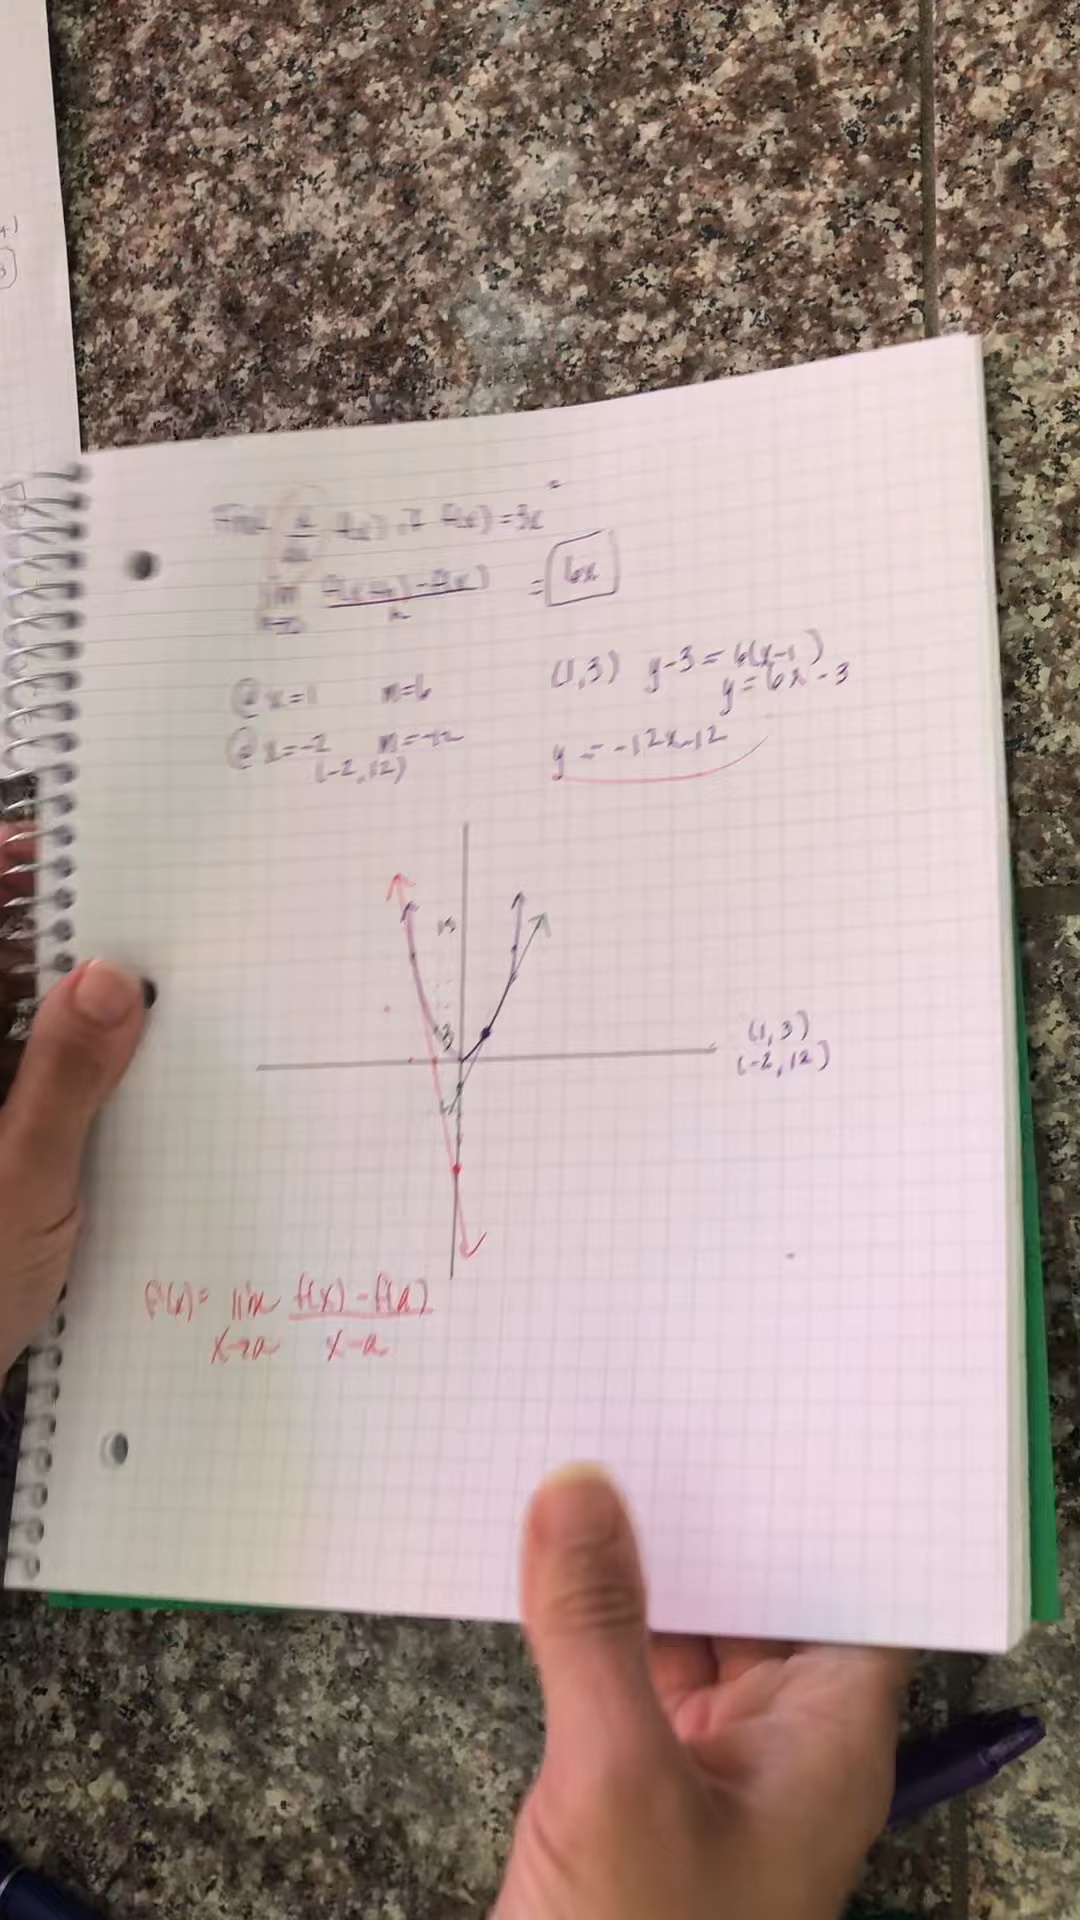 Find d/dx f(x), if f(x) = 3x²
lim h→0 f(x+h) - f(x) / h = 6x
@ x=1 m=6 (1,3) y-3 = 6(x-1)
y = 6x - 3
@ x=-2 m=-12 y = -12x-12
(-2,12)
15
3
(1,3)
(-2,12)
f'(x) = lim x→a f(x) - f(a) / x-a